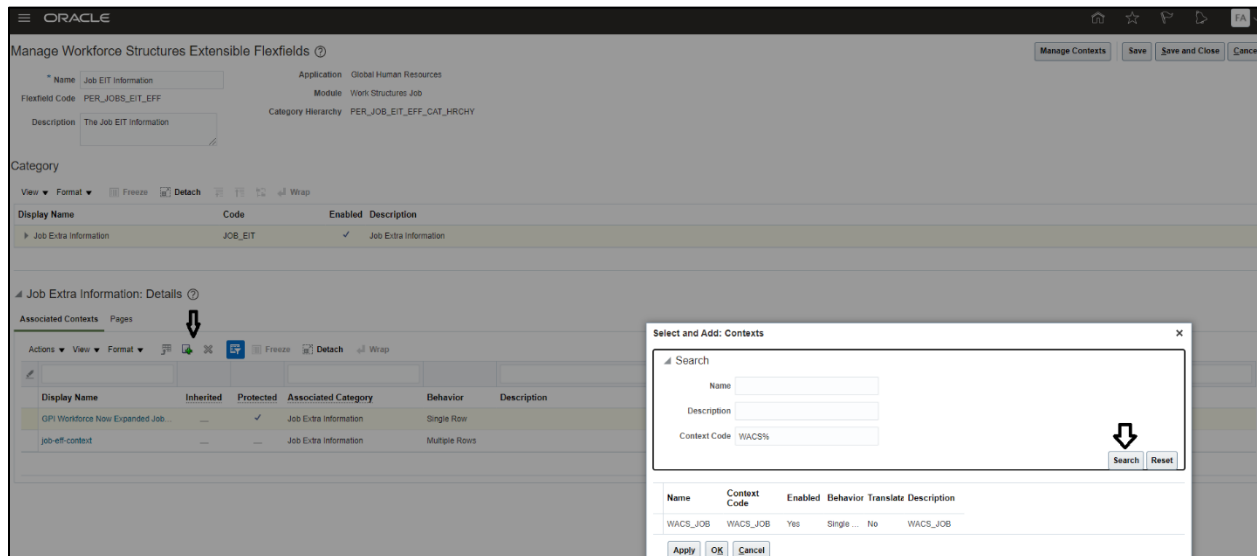 ORACLE
FA
Manage Workforce Structures Extensible Flexfields
Manage Contexts Save Save and Close Cance
* Name Job EIT Information
Application Global Human Resources
Flexfield Code PER_JOBS_EIT_EFF
Module Work Structures Job
Description The Job EIT Information
Category Hierarchy PER_JOB_EIT_EFF_CAT_HRCHY
Category
View Format Freeze Detach Wrap
Display Name Code Enabled Description
Job Extra Information JOB_EIT Job Extra Information
Job Extra Information: Details
Associated Contexts Pages
Actions View Format Freeze Detach Wrap
Display Name Inherited Protected Associated Category Behavior Description
GPI Workforce Now Expanded Job... Job Extra Information Single Row
job-eff-context Job Extra Information Multiple Rows
Select and Add: Contexts
Search
Name
Description
Context Code WACS%
Search Reset
Name Context Code Enabled Behavior Translate Description
WACS_JOB WACS_JOB Yes Single ... No WACS_JOB
Apply OK Cancel